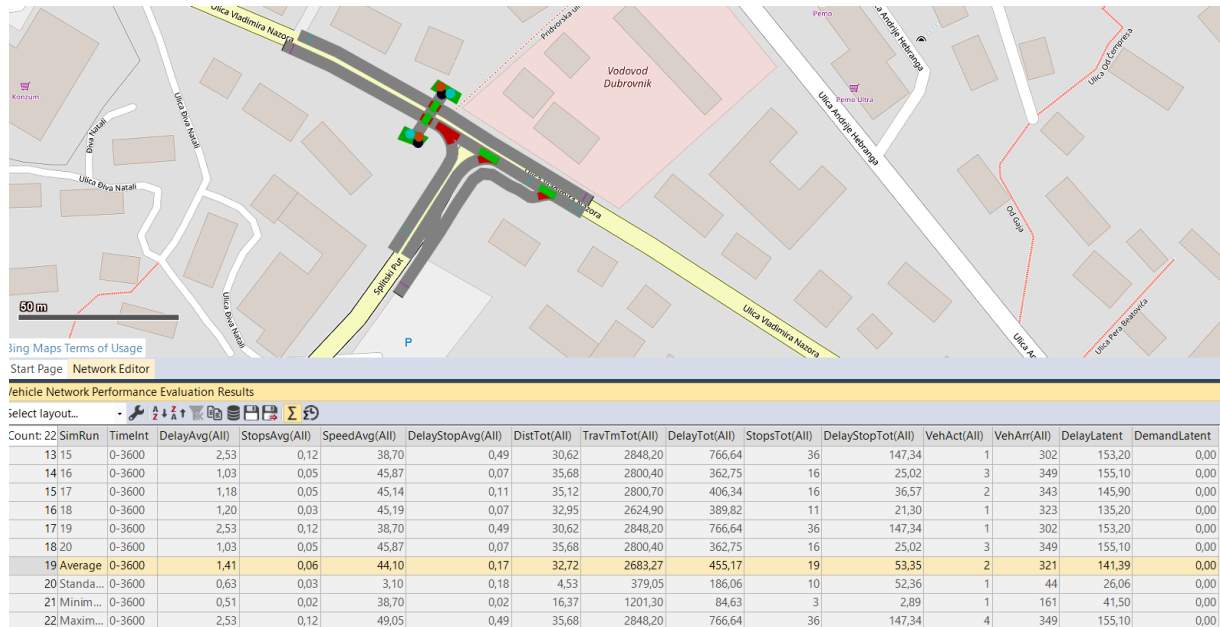 Ulica Vladimira Nazora
Pridvorska ul
Pemo
Ulica Andrije Hebranga
Ulica Od Čempresa
Konzum
Vodovod
Dubrovnik
Pemo Ultra
Ulica Điva Natali
Điva Natali
Ulica Andrije Hebranga
Ulica Điva Natali
Ulica Vladimira Nazora
Od Gaja
Splitski Put
50 m
Ulica Điva Natali
Ulica Vladimira Nazora
Ulica Pera Beatovića
Ulica An
P
Bing Maps Terms of Usage
Start Page Network Editor
Vehicle Network Performance Evaluation Results
Select layout...
Count: 22 SimRun TimeInt DelayAvg(All) StopsAvg(All) SpeedAvg(All) DelayStopAvg(All) DistTot(All) TravTmTot(All) DelayTot(All) StopsTot(All) DelayStopTot(All) VehAct(All) VehArr(All) DelayLatent DemandLatent
13 15 0-3600 2,53 0,12 38,70 0,49 30,62 2848,20 766,64 36 147,34 1 302 153,20 0,00
14 16 0-3600 1,03 0,05 45,87 0,07 35,68 2800,40 362,75 16 25,02 3 349 155,10 0,00
15 17 0-3600 1,18 0,05 45,14 0,11 35,12 2800,70 406,34 16 36,57 2 343 145,90 0,00
16 18 0-3600 1,20 0,03 45,19 0,07 32,95 2624,90 389,82 11 21,30 1 323 135,20 0,00
17 19 0-3600 2,53 0,12 38,70 0,49 30,62 2848,20 766,64 36 147,34 1 302 153,20 0,00
18 20 0-3600 1,03 0,05 45,87 0,07 35,68 2800,40 362,75 16 25,02 3 349 155,10 0,00
19 Average 0-3600 1,41 0,06 44,10 0,17 32,72 2683,27 455,17 19 53,35 2 321 141,39 0,00
20 Standa... 0-3600 0,63 0,03 3,10 0,18 4,53 379,05 186,06 10 52,36 1 44 26,06 0,00
21 Minim... 0-3600 0,51 0,02 38,70 0,02 16,37 1201,30 84,63 3 2,89 1 161 41,50 0,00
22 Maxim... 0-3600 2,53 0,12 49,05 0,49 35,68 2848,20 766,64 36 147,34 4 349 155,10 0,00